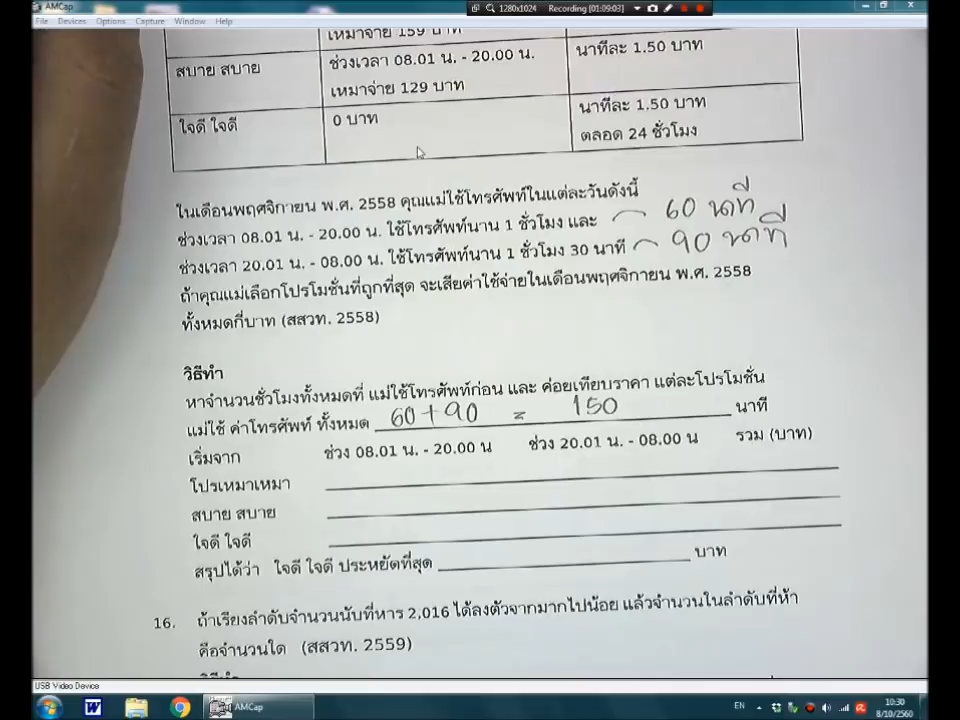 AMCap
1280x1024 Recording [01:09:03]
File Devices Options Capture Window Help
เหมาจ่าย 159 บาท
สบาย สบาย ช่วงเวลา 08.01 น. - 20.00 น. นาทีละ 1.50 บาท
เหมาจ่าย 129 บาท
ใจดี ใจดี 0 บาท นาทีละ 1.50 บาท
ตลอด 24 ชั่วโมง
ในเดือนพฤศจิกายน พ.ศ. 2558 คุณแม่ใช้โทรศัพท์ในแต่ละวันดังนี้
ช่วงเวลา 08.01 น. - 20.00 น. ใช้โทรศัพท์นาน 1 ชั่วโมง และ 60 นาที
ช่วงเวลา 20.01 น. - 08.00 น. ใช้โทรศัพท์นาน 1 ชั่วโมง 30 นาที 90 นาที
ถ้าคุณแม่เลือกโปรโมชั่นที่ถูกที่สุด จะเสียค่าใช้จ่ายในเดือนพฤศจิกายน พ.ศ. 2558
ทั้งหมดกี่บาท (สสวท. 2558)
วิธีทำ
หาจำนวนชั่วโมงทั้งหมดที่ แม่ใช้โทรศัพท์ก่อน และ ค่อยเทียบราคา แต่ละโปรโมชั่น
แม่ใช้ ค่าโทรศัพท์ ทั้งหมด 60+90 = 150 นาที
เริ่มจาก ช่วง 08.01 น. - 20.00 น ช่วง 20.01 น. - 08.00 น รวม (บาท)
โปรเหมาเหมา
สบาย สบาย
ใจดี ใจดี
สรุปได้ว่า ใจดี ใจดี ประหยัดที่สุด บาท
16. ถ้าเรียงลำดับจำนวนนับที่หาร 2,016 ได้ลงตัวจากมากไปน้อย แล้วจำนวนในลำดับที่ห้า
คือจำนวนใด (สสวท. 2559)
USB Video Device
AMCap EN 10:30
8/10/2560